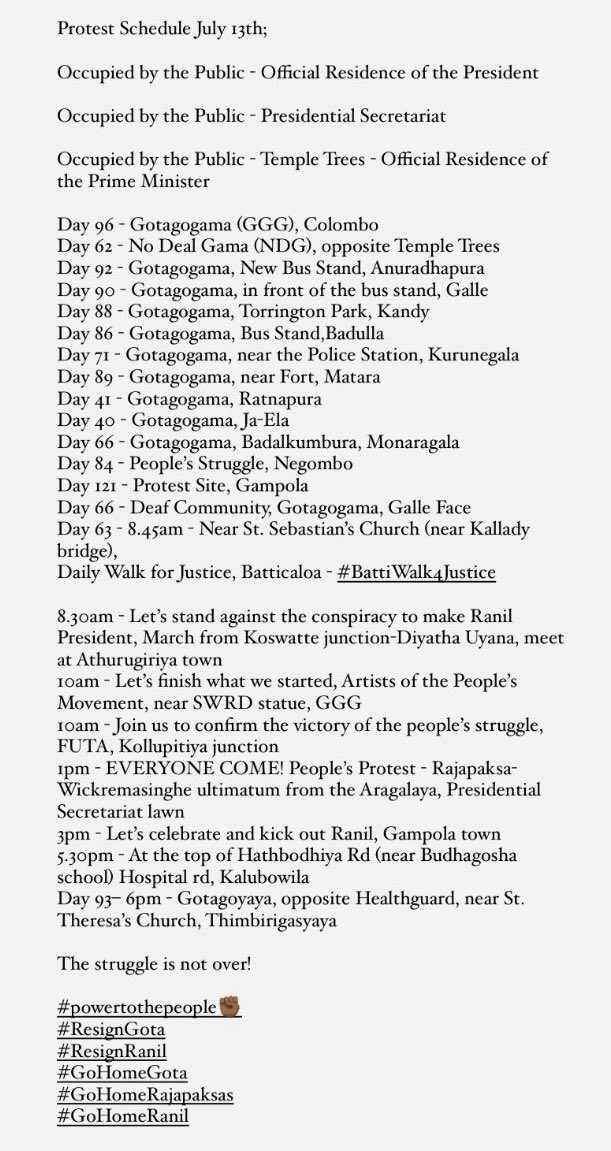 Protest Schedule July 13th;
Occupied by the Public - Official Residence of the President
Occupied by the Public - Presidential Secretariat
Occupied by the Public - Temple Trees - Official Residence of
the Prime Minister
Day 96 - Gotagogama (GGG), Colombo
Day 62 - No Deal Gama (NDG), opposite Temple Trees
Day 92 - Gotagogama, New Bus Stand, Anuradhapura
Day 90 - Gotagogama, in front of the bus stand, Galle
Day 88 - Gotagogama, Torrington Park, Kandy
Day 86 - Gotagogama, Bus Stand,Badulla
Day 71 - Gotagogama, near the Police Station, Kurunegala
Day 89 - Gotagogama, near Fort, Matara
Day 41 - Gotagogama, Ratnapura
Day 40 - Gotagogama, Ja-Ela
Day 66 - Gotagogama, Badalkumbura, Monaragala
Day 84 - People's Struggle, Negombo
Day 121 - Protest Site, Gampola
Day 66 - Deaf Community, Gotagogama, Galle Face
Day 63 - 8.45am - Near St. Sebastian's Church (near Kallady
bridge),
Daily Walk for Justice, Batticaloa - #BattiWalk4Justice
8.30am - Let's stand against the conspiracy to make Ranil
President, March from Koswatte junction-Diyatha Uyana, meet
at Athurugiriya town
10am - Let's finish what we started, Artists of the People's
Movement, near SWRD statue, GGG
10am - Join us to confirm the victory of the people's struggle,
FUTA, Kollupitiya junction
1pm - EVERYONE COME! People's Protest - Rajapaksa-
Wickremasinghe ultimatum from the Aragalaya, Presidential
Secretariat lawn
3pm - Let's celebrate and kick out Ranil, Gampola town
5.30pm - At the top of Hathbodhiya Rd (near Budhagosha
school) Hospital rd, Kalubowila
Day 93– 6pm - Gotagoyaya, opposite Healthguard, near St.
Theresa's Church, Thimbirigasyaya
The struggle is not over!
#powertothepeople✊🏾
#ResignGota
#ResignRanil
#GoHomeGota
#GoHomeRajapaksas
#GoHomeRanil